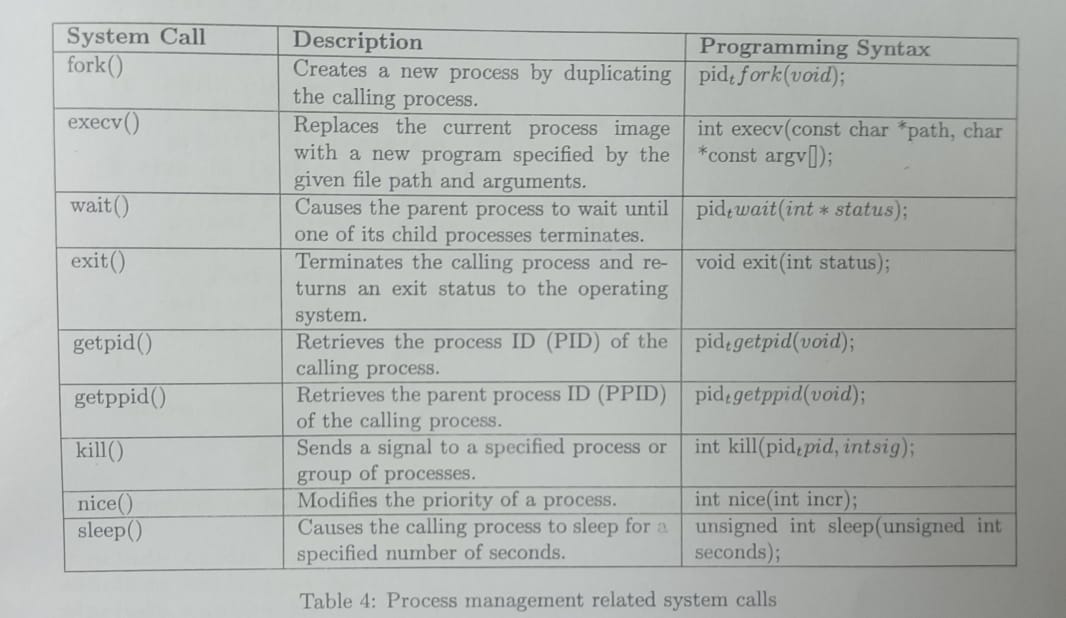 System Call Description Programming Syntax
fork() Creates a new process by duplicating pid_t fork(void);
the calling process.
execv() Replaces the current process image int execv(const char *path, char
with a new program specified by the *const argv[]);
given file path and arguments.
wait() Causes the parent process to wait until pid_t wait(int * status);
one of its child processes terminates.
exit() Terminates the calling process and re- void exit(int status);
turns an exit status to the operating
system.
getpid() Retrieves the process ID (PID) of the pid_t getpid(void);
calling process.
getppid() Retrieves the parent process ID (PPID) pid_t getppid(void);
of the calling process.
kill() Sends a signal to a specified process or int kill(pid_t pid, intsig);
group of processes.
nice() Modifies the priority of a process. int nice(int incr);
sleep() Causes the calling process to sleep for a unsigned int sleep(unsigned int
specified number of seconds. seconds);
Table 4: Process management related system calls